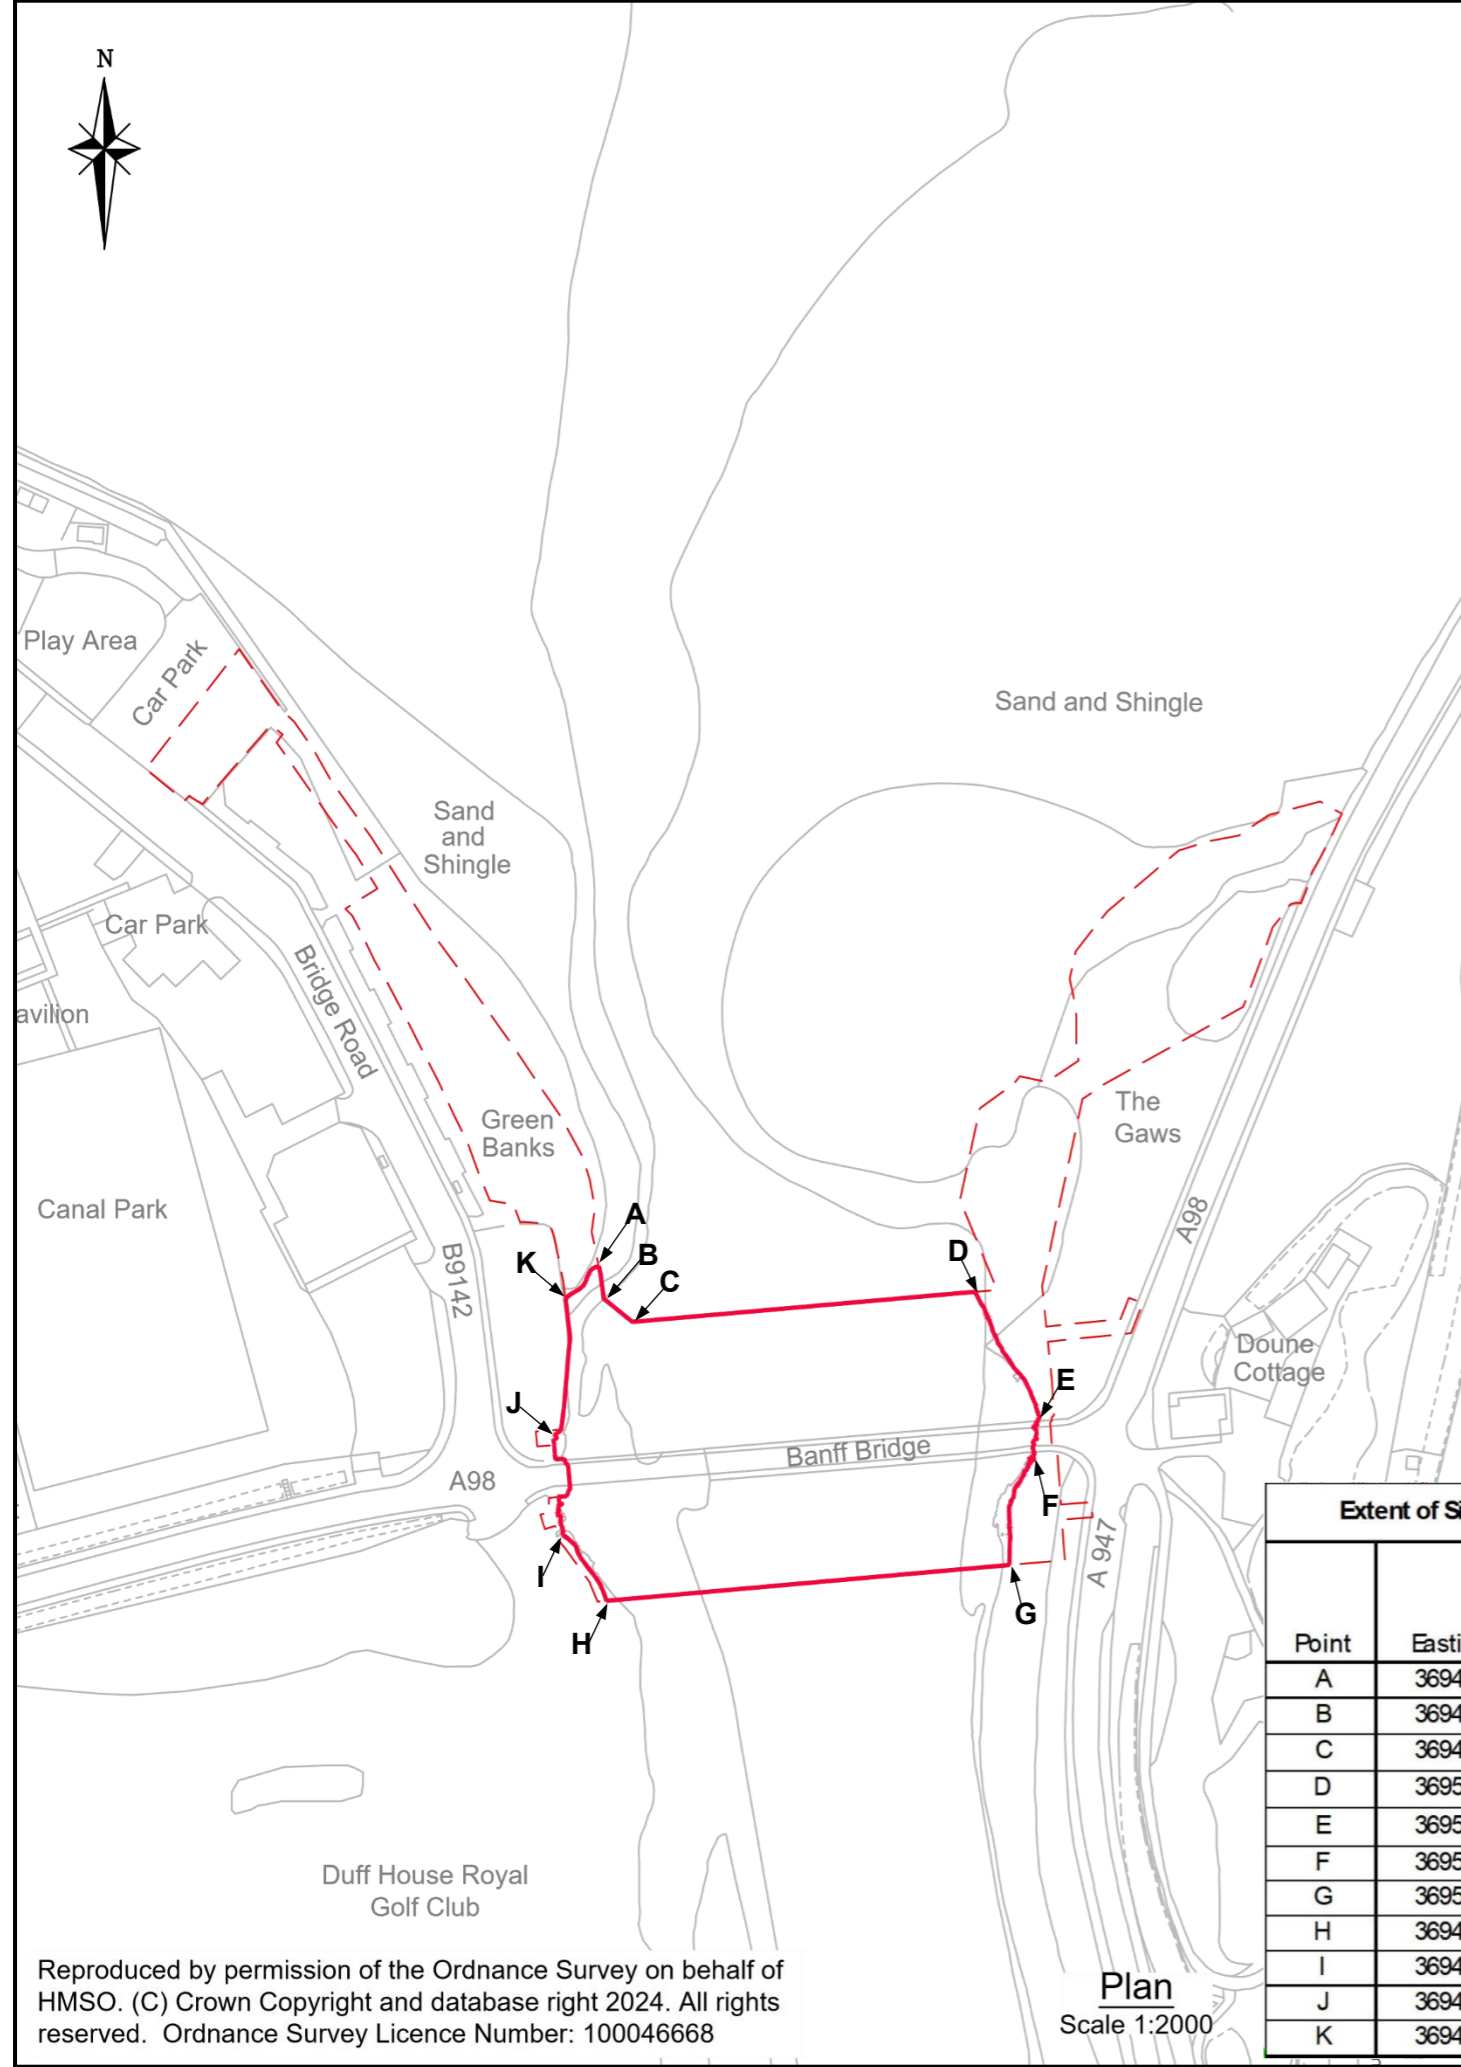 N
Play Area
Car Park
Sand and Shingle
Sand
and
Shingle
Car Park
Bridge Road
avilion
Green
Banks
The
Gaws
Canal Park
A98
A
B
C
D
K
B9142
Doune
Cottage
E
J
Banff Bridge
A98
F
A 947
I
G
H
Duff House Royal
Golf Club
Reproduced by permission of the Ordnance Survey on behalf of
HMSO. (C) Crown Copyright and database right 2024. All rights
reserved. Ordnance Survey Licence Number: 100046668
Plan
Scale 1:2000
Extent of Si
Point Easti
A 3694
B 3694
C 3694
D 3695
E 3695
F 3695
G 3695
H 3694
I 3694
J 3694
K 3694